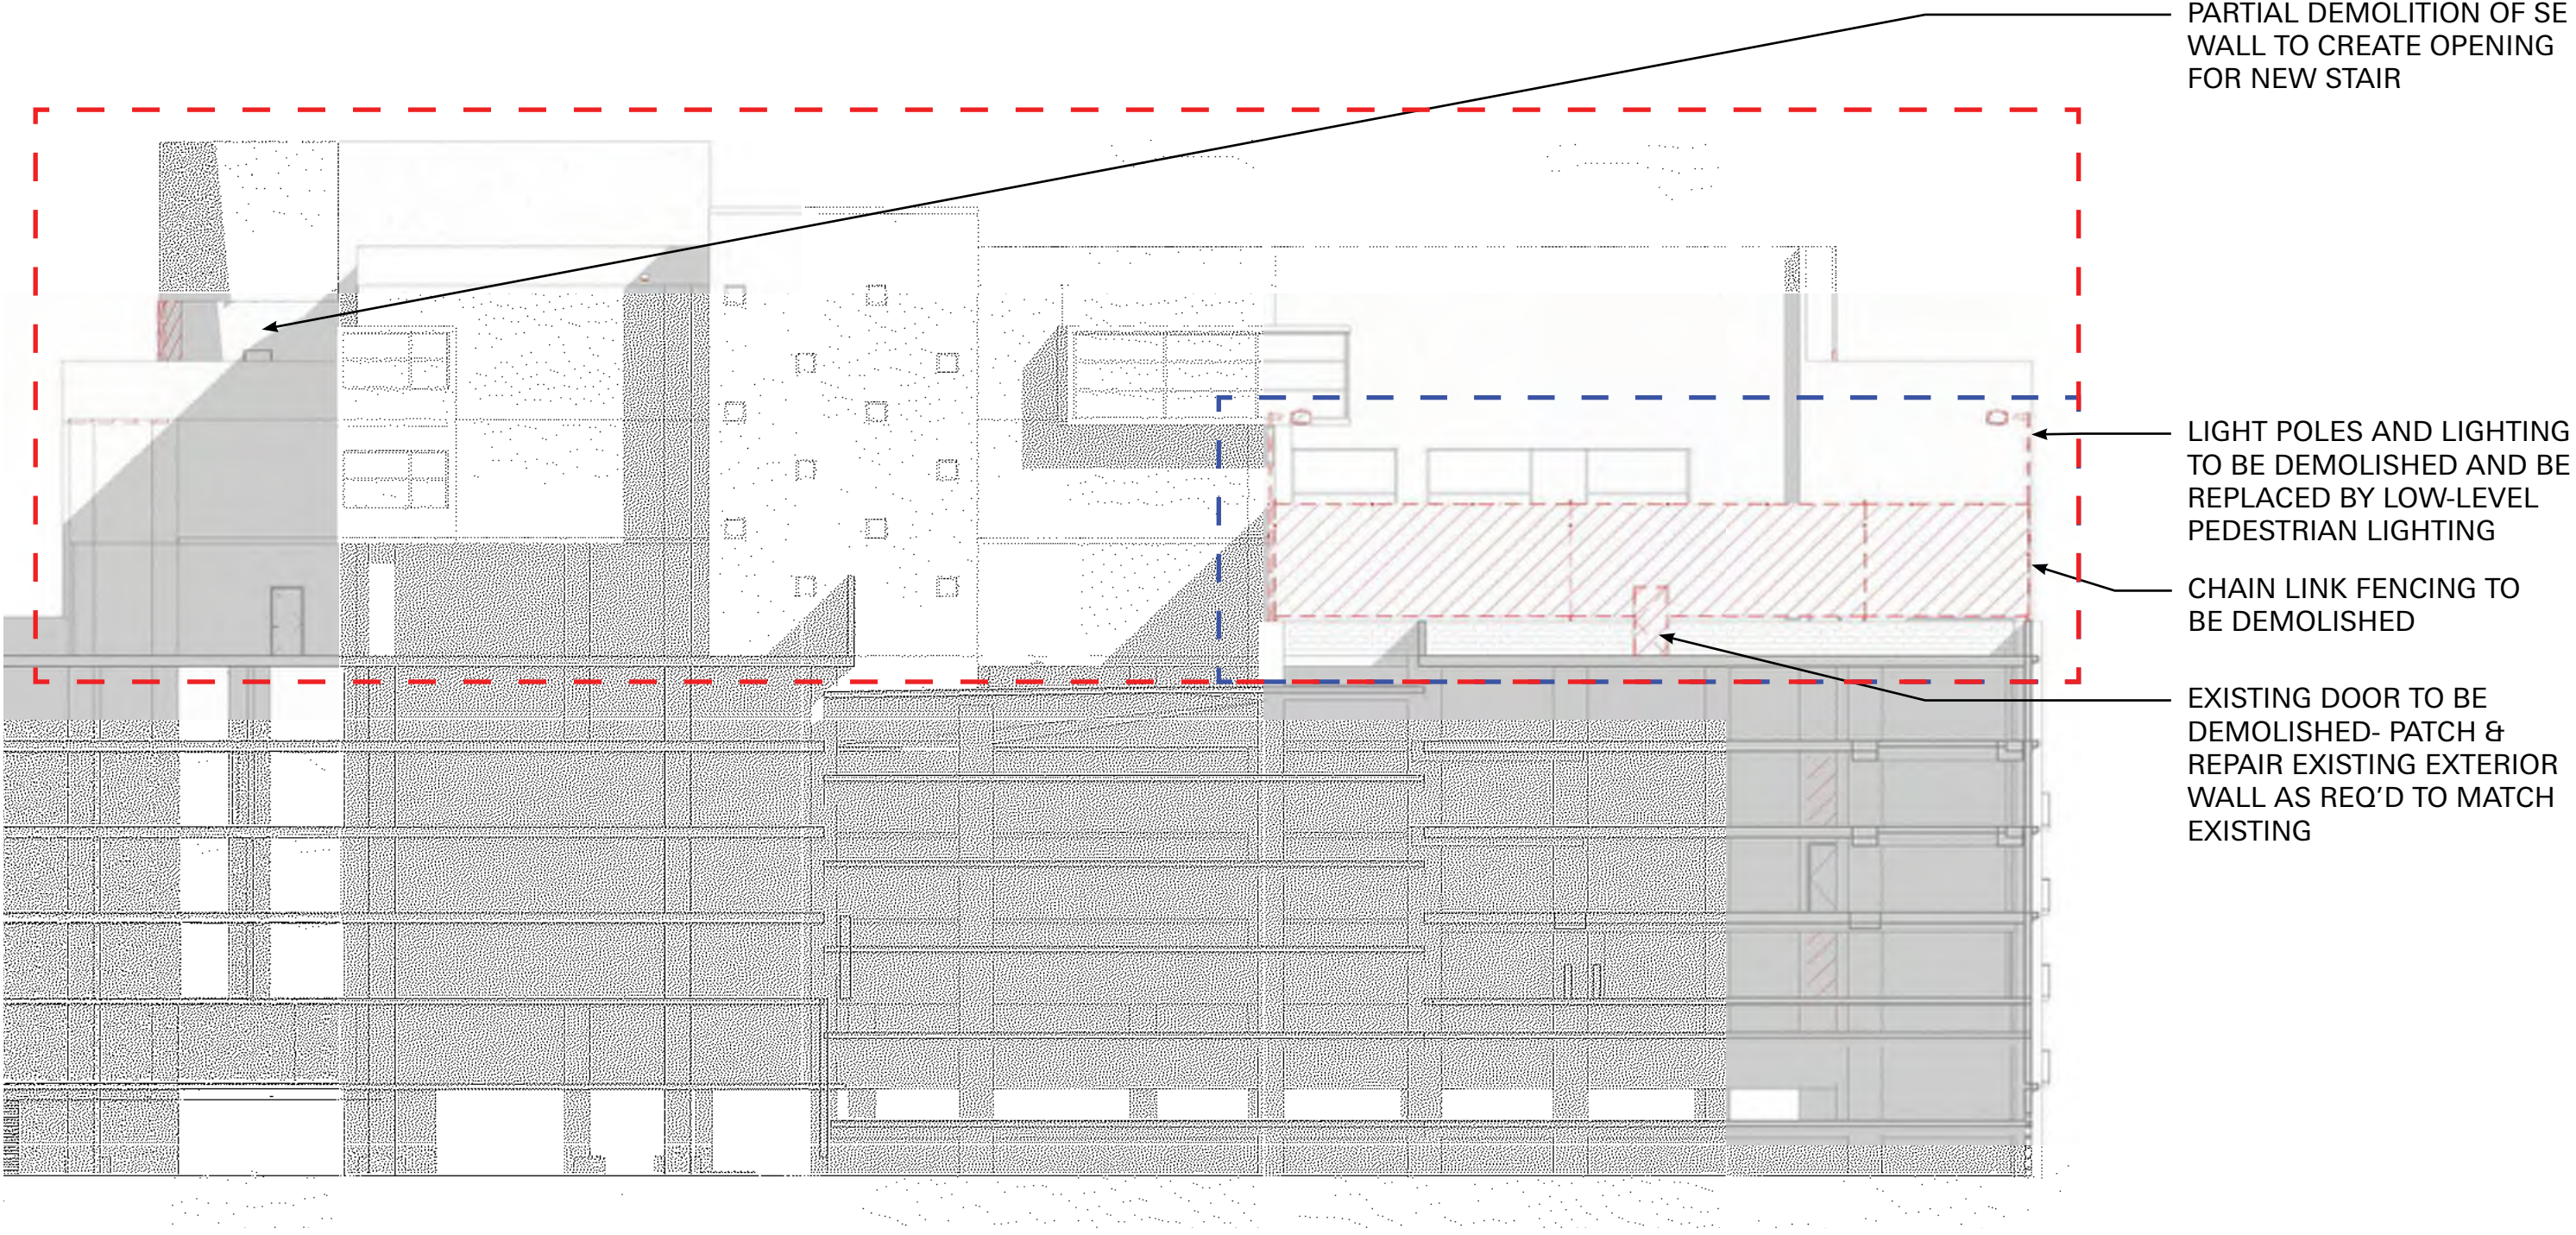 PARTIAL DEMOLITION OF SE
WALL TO CREATE OPENING
FOR NEW STAIR
LIGHT POLES AND LIGHTING
TO BE DEMOLISHED AND BE
REPLACED BY LOW-LEVEL
PEDESTRIAN LIGHTING
CHAIN LINK FENCING TO
BE DEMOLISHED
EXISTING DOOR TO BE
DEMOLISHED- PATCH &
REPAIR EXISTING EXTERIOR
WALL AS REQ’D TO MATCH
EXISTING